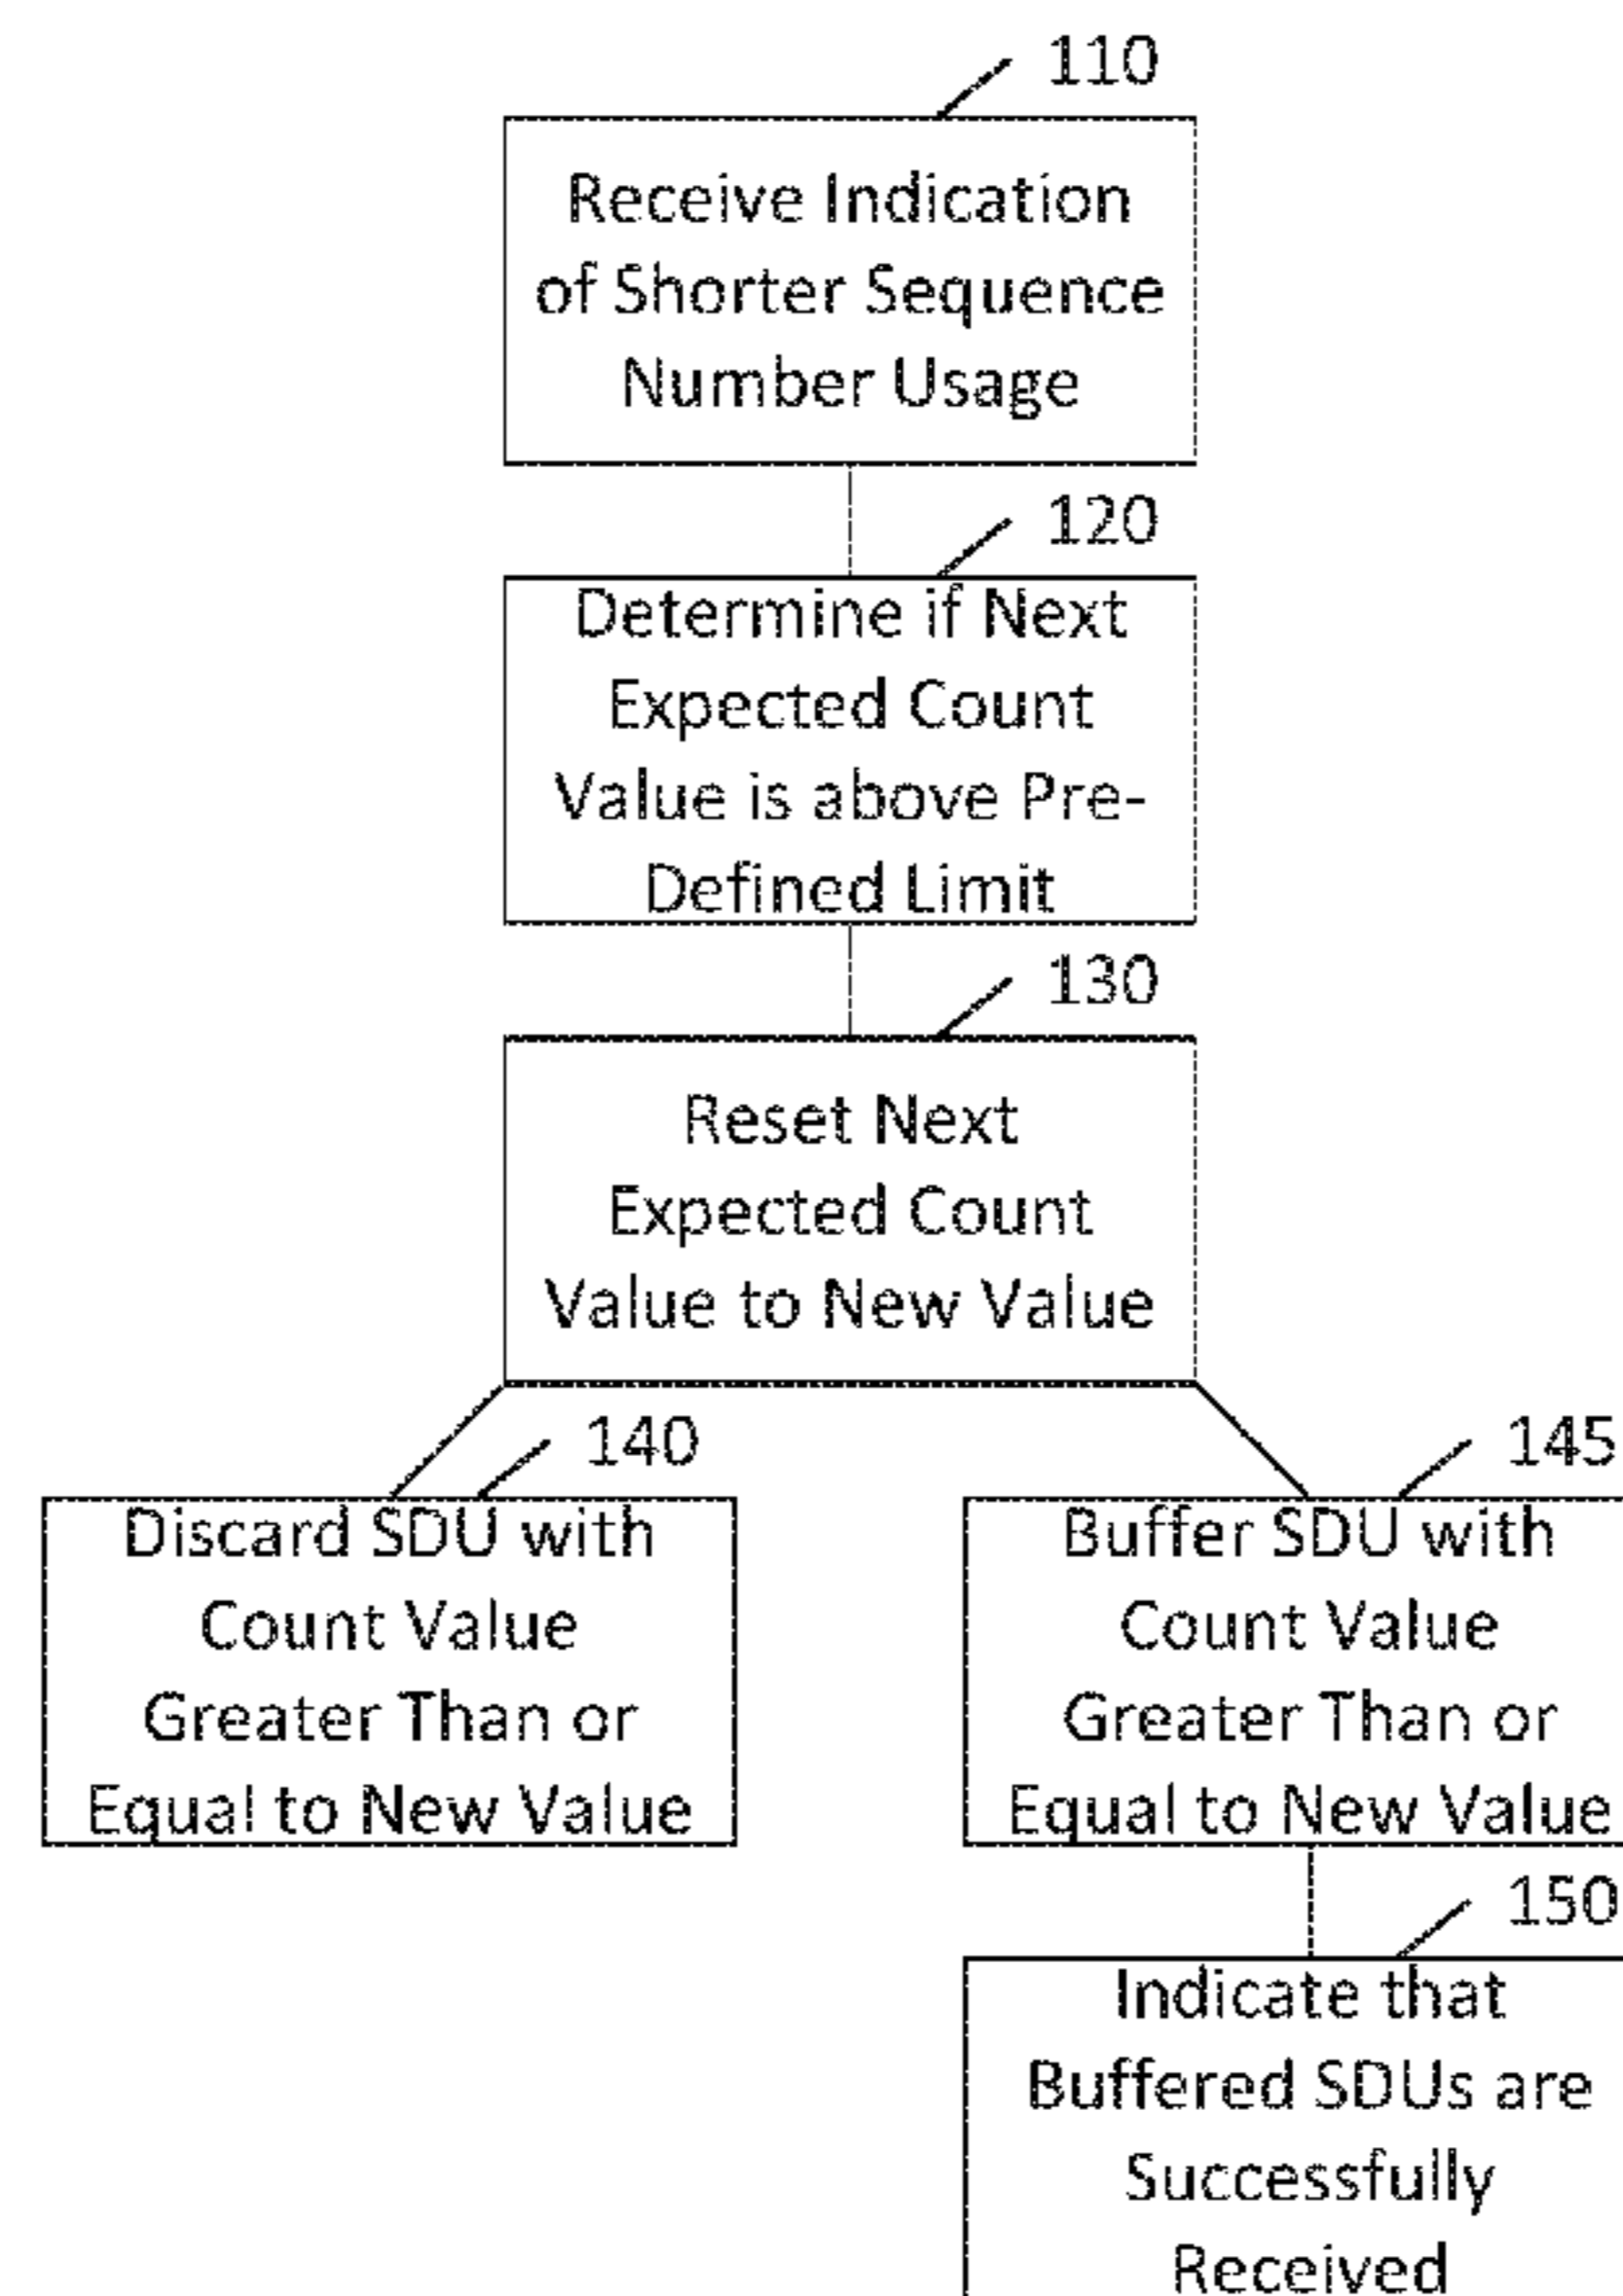 110
Receive Indication
of Shorter Sequence
Number Usage
120
Determine if Next
Expected Count
Value is above Pre-
Defined Limit
130
Reset Next
Expected Count
Value to New Value
140
Discard SDU with
Count Value
Greater Than or
Equal to New Value
145
Buffer SDU with
Count Value
Greater Than or
Equal to New Value
150
Indicate that
Buffered SDUs are
Successfully
Received